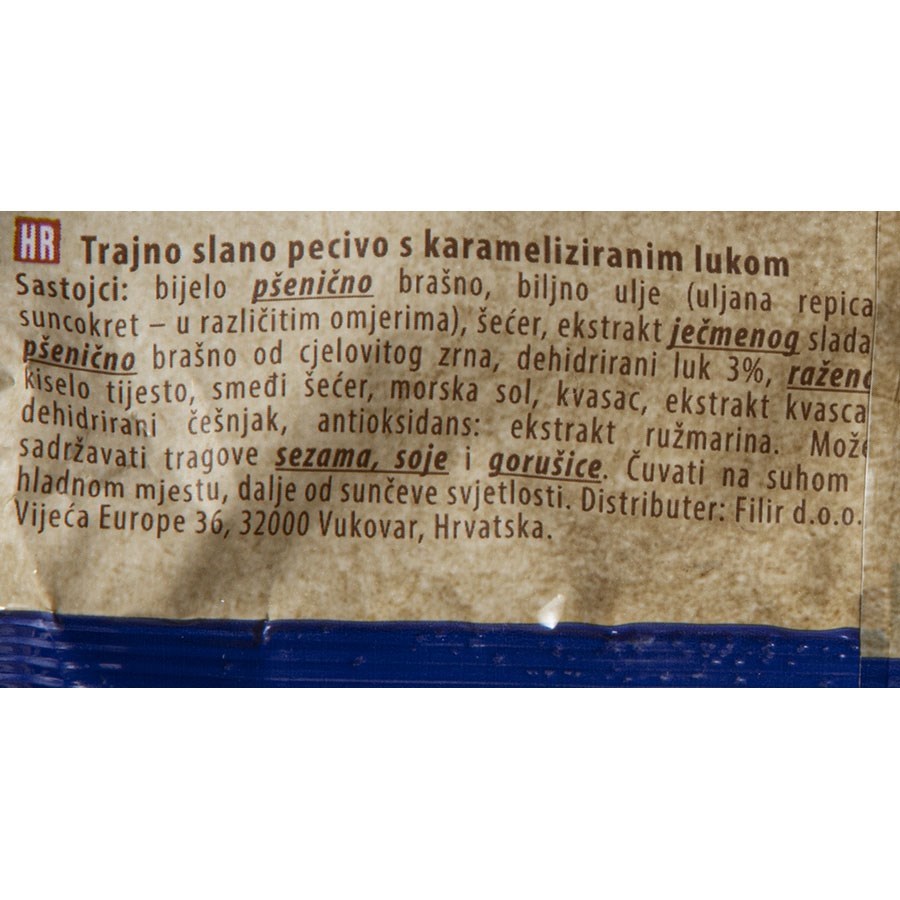 HR Trajno slano pecivo s karameliziranim lukom
Sastojci: bijelo pšenično brašno, biljno ulje (uljana repica
suncokret – u različitim omjerima), šećer, ekstrakt ječmenog slada
pšenično brašno od cjelovitog zrna, dehidrirani luk 3%, raženo
kiselo tijesto, smeđi šećer, morska sol, kvasac, ekstrakt kvasca
dehidrirani češnjak, antioksidans: ekstrakt ružmarina. Može
sadržavati tragove sezama, soje i gorušice. Čuvati na suhom
hladnom mjestu, dalje od sunčeve svjetlosti. Distributer: Filir d.o.o.
Vijeća Europe 36, 32000 Vukovar, Hrvatska.